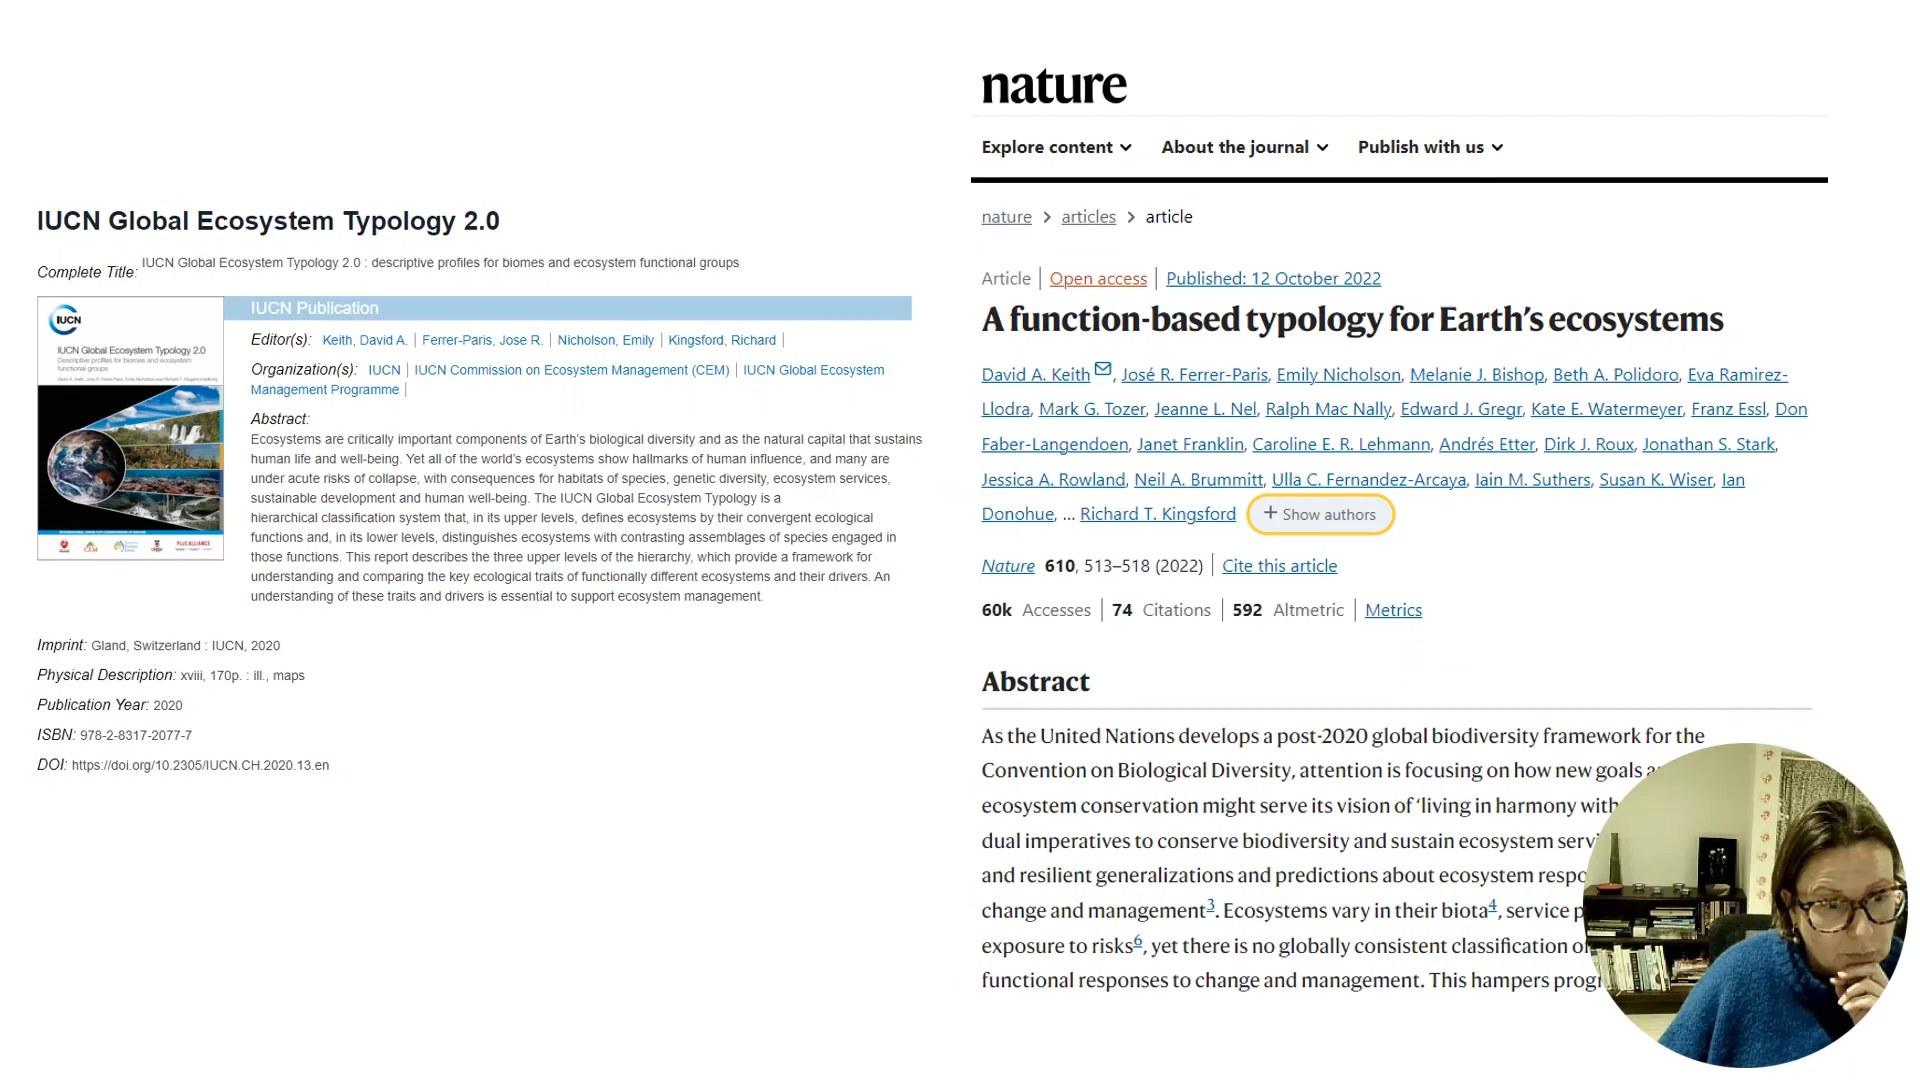 IUCN Global Ecosystem Typology 2.0
Complete Title: IUCN Global Ecosystem Typology 2.0 : descriptive profiles for biomes and ecosystem functional groups
IUCN
IUCN Global Ecosystem Typology 2.0
Descriptive profiles for biomes and ecosystem
functional groups
IUCN Publication
Editor(s): Keith, David A. | Ferrer-Paris, Jose R. | Nicholson, Emily | Kingsford, Richard |
Organization(s): IUCN | IUCN Commission on Ecosystem Management (CEM) | IUCN Global Ecosystem
Management Programme |
Abstract:
Ecosystems are critically important components of Earth's biological diversity and as the natural capital that sustains
human life and well-being. Yet all of the world's ecosystems show hallmarks of human influence, and many are
under acute risks of collapse, with consequences for habitats of species, genetic diversity, ecosystem services,
sustainable development and human well-being. The IUCN Global Ecosystem Typology is a
hierarchical classification system that, in its upper levels, defines ecosystems by their convergent ecological
functions and, in its lower levels, distinguishes ecosystems with contrasting assemblages of species engaged in
those functions. This report describes the three upper levels of the hierarchy, which provide a framework for
understanding and comparing the key ecological traits of functionally different ecosystems and their drivers. An
understanding of these traits and drivers is essential to support ecosystem management.
Imprint: Gland, Switzerland : IUCN, 2020
Physical Description: xviii, 170p. : ill., maps
Publication Year: 2020
ISBN: 978-2-8317-2077-7
DOI: https://doi.org/10.2305/IUCN.CH.2020.13.en
nature
Explore content About the journal Publish with us
nature > articles > article
Article | Open access | Published: 12 October 2022
A function-based typology for Earth's ecosystems
David A. Keith, José R. Ferrer-Paris, Emily Nicholson, Melanie J. Bishop, Beth A. Polidoro, Eva Ramirez-
Llodra, Mark G. Tozer, Jeanne L. Nel, Ralph Mac Nally, Edward J. Gregr, Kate E. Watermeyer, Franz Essl, Don
Faber-Langendoen, Janet Franklin, Caroline E. R. Lehmann, Andrés Etter, Dirk J. Roux, Jonathan S. Stark,
Jessica A. Rowland, Neil A. Brummitt, Ulla C. Fernandez-Arcaya, Iain M. Suthers, Susan K. Wiser, Ian
Donohue, ... Richard T. Kingsford + Show authors
Nature 610, 513–518 (2022) | Cite this article
60k Accesses | 74 Citations | 592 Altmetric | Metrics
Abstract
As the United Nations develops a post-2020 global biodiversity framework for the
Convention on Biological Diversity, attention is focusing on how new goals
ecosystem conservation might serve its vision of ‘living in harmony with
dual imperatives to conserve biodiversity and sustain ecosystem
and resilient generalizations and predictions about ecosystem
change and management3. Ecosystems vary in their biota4, service
exposure to risks6, yet there is no globally consistent classification
functional responses to change and management. This hampers